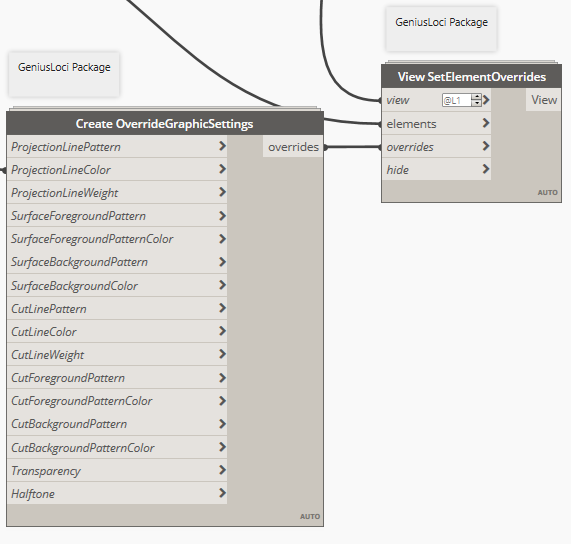 GeniusLoci Package
GeniusLoci Package
View SetElementOverrides
view
@L1
View
elements
overrides
hide
AUTO
Create OverrideGraphicSettings
ProjectionLinePattern
overrides
ProjectionLineColor
ProjectionLineWeight
SurfaceForegroundPattern
SurfaceForegroundPatternColor
SurfaceBackgroundPattern
SurfaceBackgroundColor
CutLinePattern
CutLineColor
CutLineWeight
CutForegroundPattern
CutForegroundPatternColor
CutBackgroundPattern
CutBackgroundPatternColor
Transparency
Halftone
AUTO